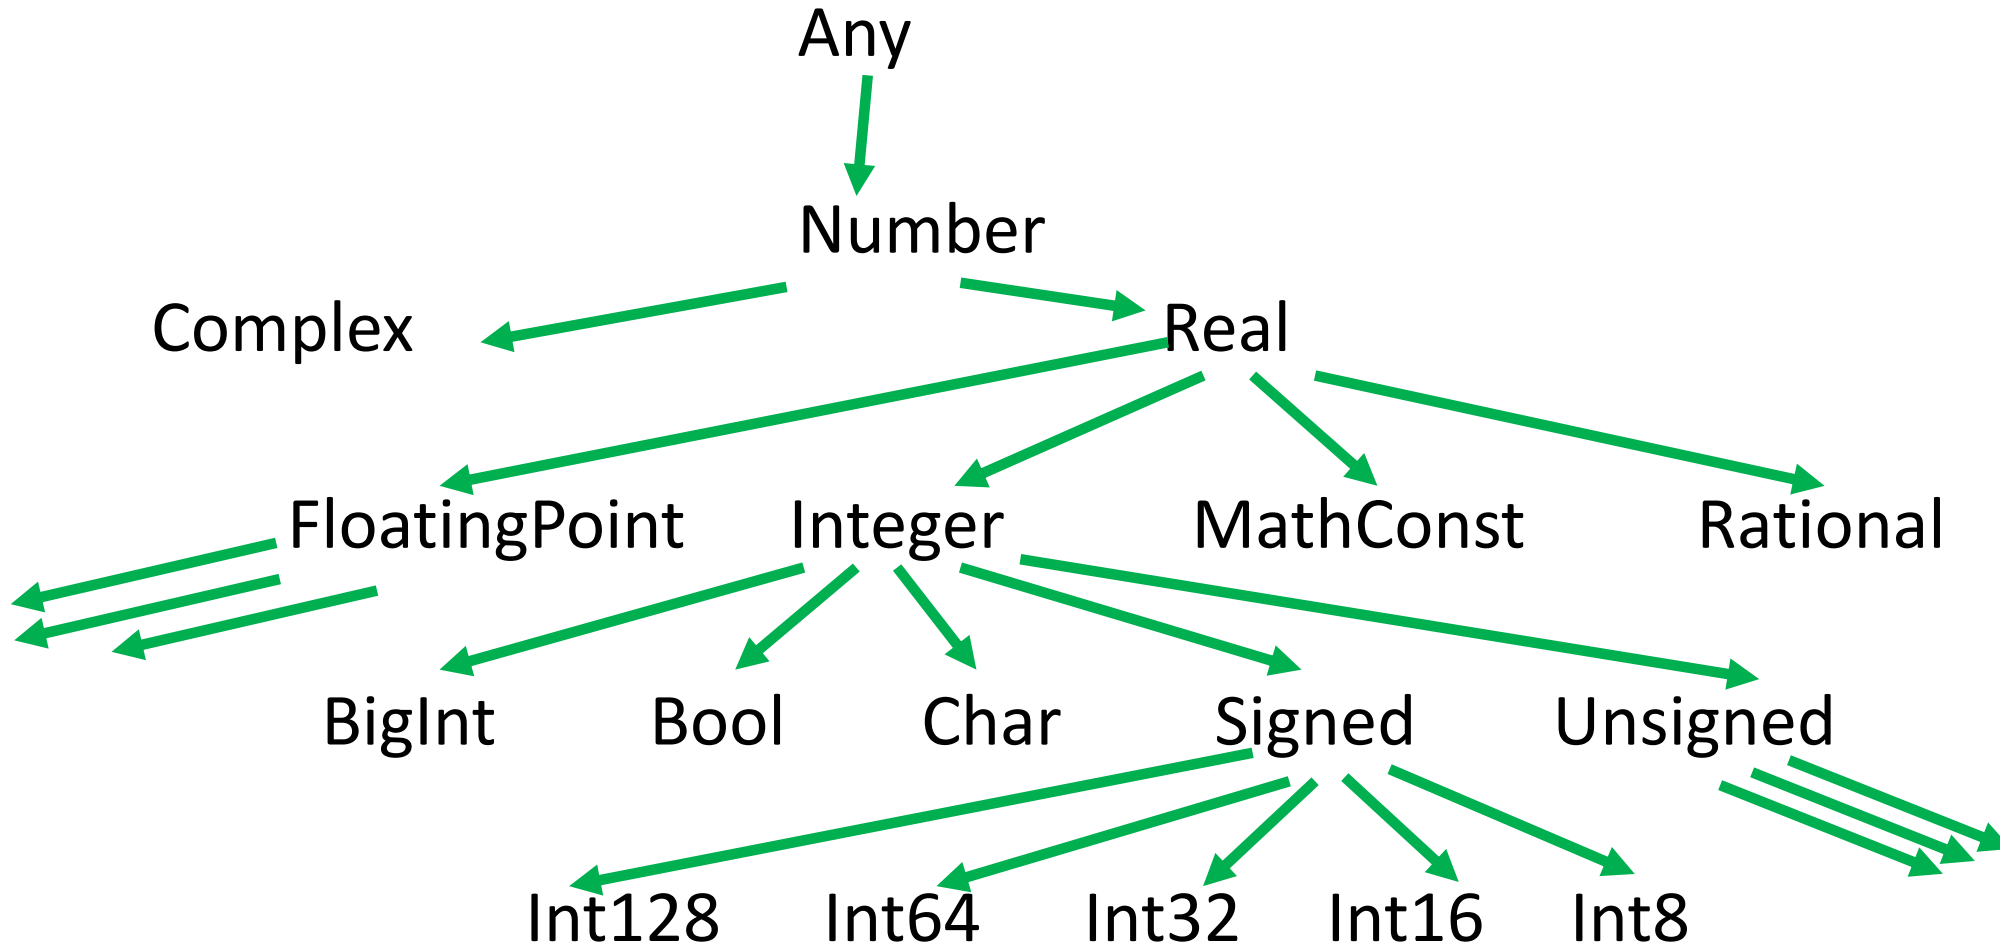 Any
Number
Complex
Real
FloatingPoint Integer MathConst Rational
BigInt Bool Char Signed Unsigned
Int128 Int64 Int32 Int16 Int8